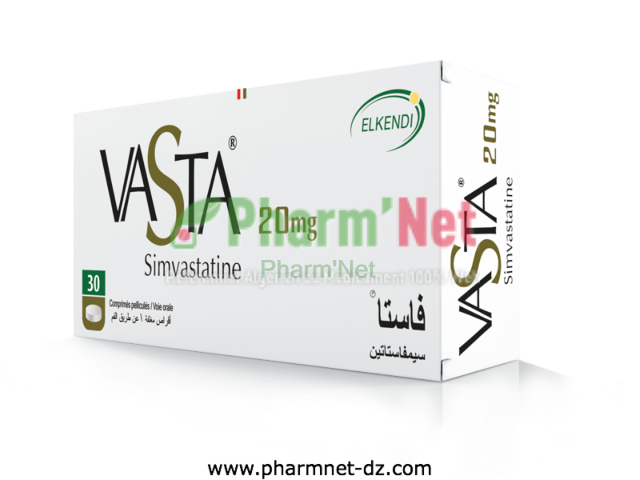 ELKENDI
VASTA®
20mg
Simvastatine
Pharm'Net
Pharm'Net
30
Comprimés pelliculés / Voie orale
أقراص مغلفة / عن طريق الفم
فاستا
سيمفاستاتين
VASTA® 20mg
Simvastatine
www.pharmnet-dz.com